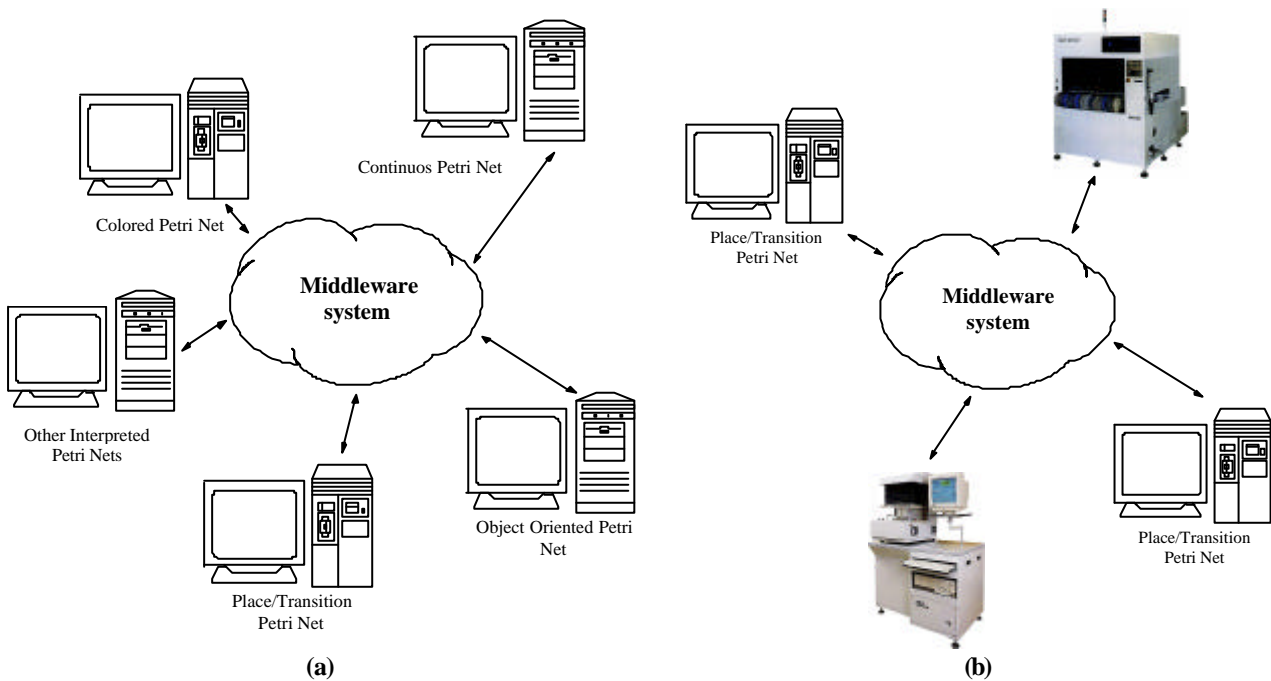 Continuos Petri Net
Colored Petri Net
Middleware
system
Other Interpreted
Petri Nets
Object Oriented Petri
Net
Place/Transition
Petri Net
(a)
Place/Transition
Petri Net
Middleware
system
Place/Transition
Petri Net
(b)